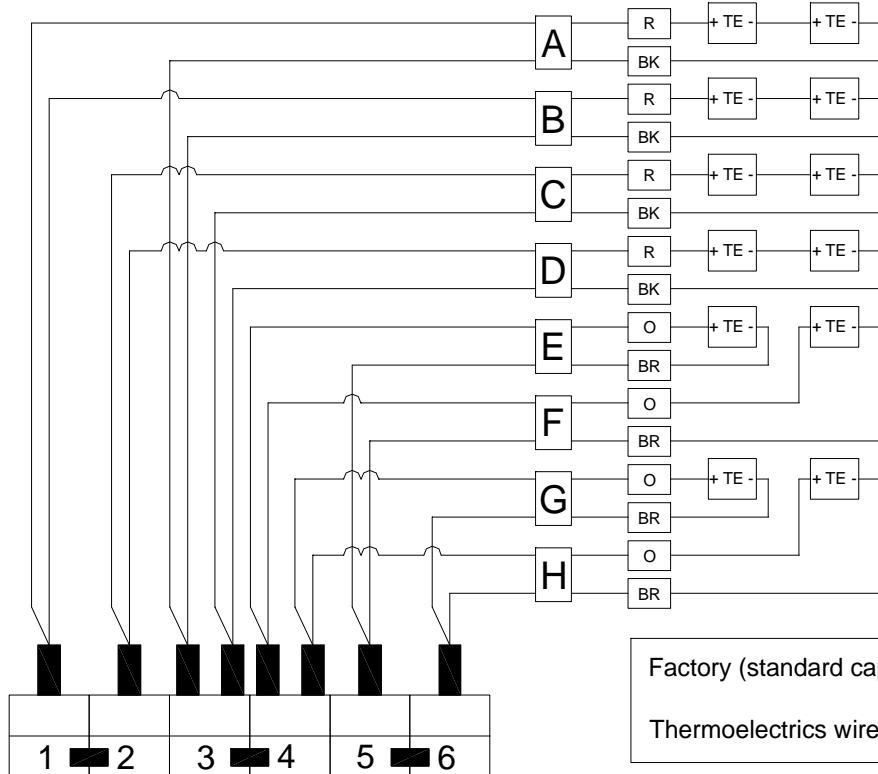 A R + TE - + TE -
BK
B R + TE - + TE -
BK
C R + TE - + TE -
BK
D R + TE - + TE -
BK
E O + TE - + TE -
BR
F O
BR
G O + TE - + TE -
BR
H O
BR
Factory (standard
Thermoelectrics wire
1 2 3 4 5 6